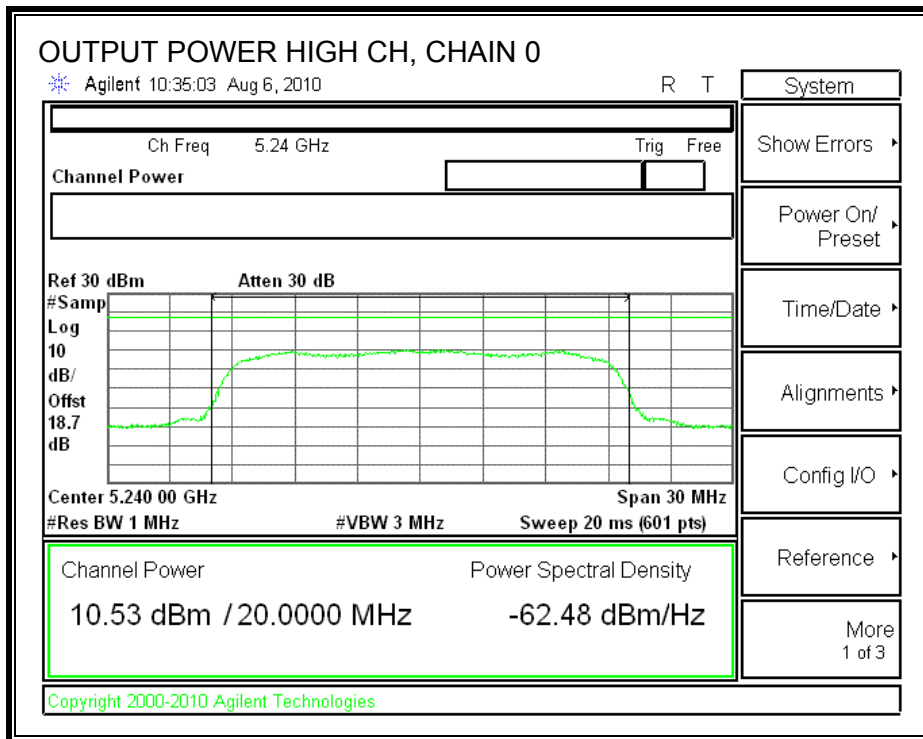 OUTPUT POWER HIGH CH, CHAIN 0
Agilent 10:35:03 Aug 6, 2010 R T
System
Ch Freq 5.24 GHz Trig Free
Channel Power
Show Errors
Power On/
Preset
Time/Date
Alignments
Config I/O
Reference
More
1 of 3
Ref 30 dBm Atten 30 dB
#Samp
Log
10
dB/
Offst
18.7
dB
Center 5.240 00 GHz Span 30 MHz
#Res BW 1 MHz #VBW 3 MHz Sweep 20 ms (601 pts)
Channel Power Power Spectral Density
10.53 dBm / 20.0000 MHz -62.48 dBm/Hz
Copyright 2000-2010 Agilent Technologies